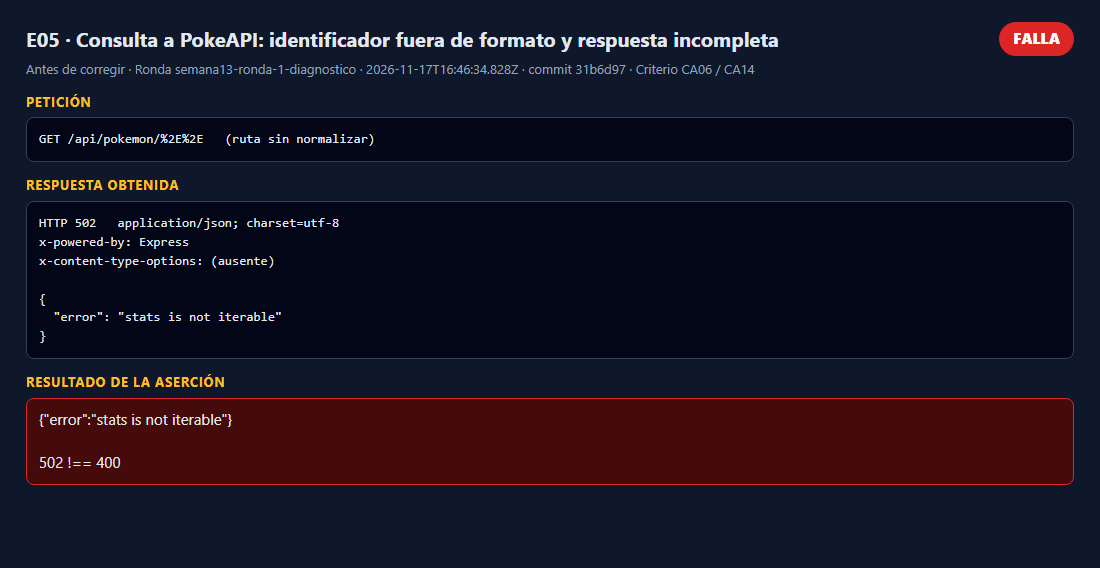 E05 · Consulta a PokeAPI: identificador fuera de formato y respuesta incompleta
FALLA
Antes de corregir · Ronda semana13-ronda-1-diagnostico · 2026-11-17T16:46:34.828Z · commit 31b6d97 · Criterio CA06 / CA14
PETICIÓN
GET /api/pokemon/%2E%2E   (ruta sin normalizar)
RESPUESTA OBTENIDA
HTTP 502   application/json; charset=utf-8
x-powered-by: Express
x-content-type-options: (ausente)
{
  "error": "stats is not iterable"
}
RESULTADO DE LA ASERCIÓN
{"error":"stats is not iterable"}
502 !== 400